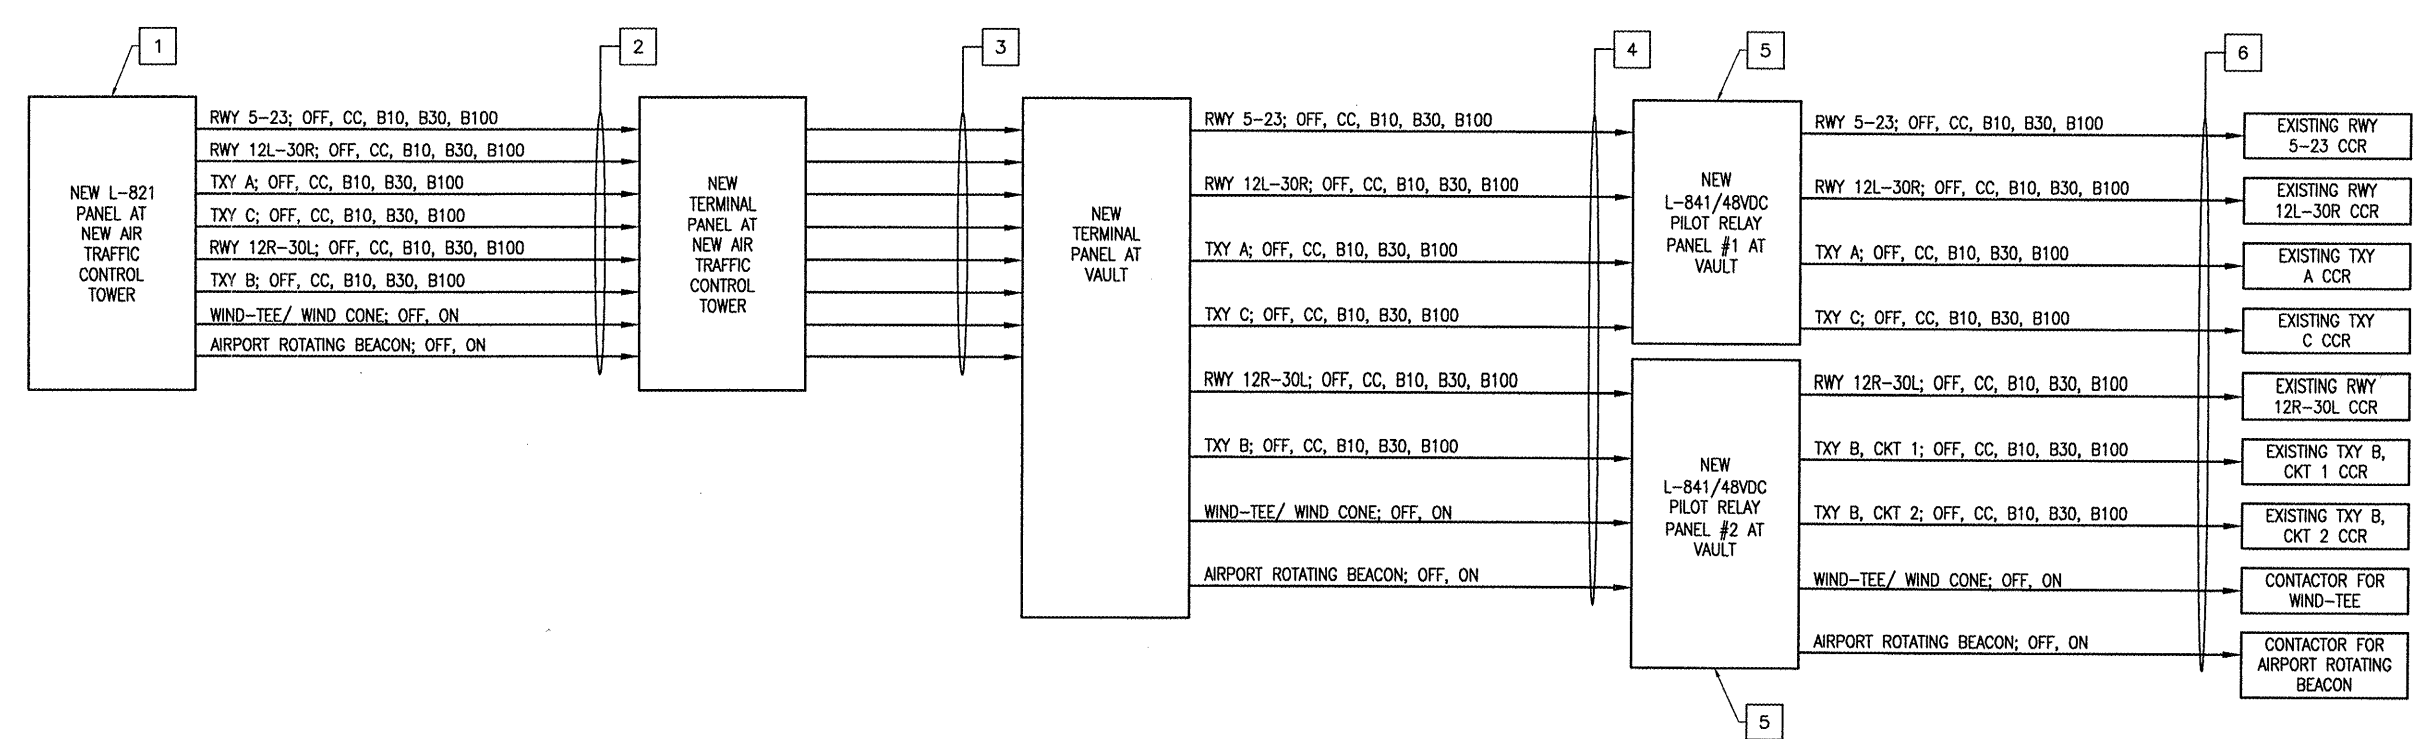 1
2
3
4
5
6
NEW L-821
PANEL AT
NEW AIR
TRAFFIC
CONTROL
TOWER
RWY 5-23; OFF, CC, B10, B30, B100
RWY 12L-30R; OFF, CC, B10, B30, B100
TXY A; OFF, CC, B10, B30, B100
TXY C; OFF, CC, B10, B30, B100
RWY 12R-30L; OFF, CC, B10, B30, B100
TXY B; OFF, CC, B10, B30, B100
WIND-TEE/ WIND CONE; OFF, ON
AIRPORT ROTATING BEACON; OFF, ON
NEW
TERMINAL
PANEL AT
NEW AIR
TRAFFIC
CONTROL
TOWER
NEW
TERMINAL
PANEL AT
VAULT
RWY 5-23; OFF, CC, B10, B30, B100
RWY 12L-30R; OFF, CC, B10, B30, B100
TXY A; OFF, CC, B10, B30, B100
TXY C; OFF, CC, B10, B30, B100
RWY 12R-30L; OFF, CC, B10, B30, B100
TXY B; OFF, CC, B10, B30, B100
WIND-TEE/ WIND CONE; OFF, ON
AIRPORT ROTATING BEACON; OFF, ON
NEW
L-841/48VDC
PILOT RELAY
PANEL #1 AT
VAULT
NEW
L-841/48VDC
PILOT RELAY
PANEL #2 AT
VAULT
5
RWY 5-23; OFF, CC, B10, B30, B100
RWY 12L-30R; OFF, CC, B10, B30, B100
TXY A; OFF, CC, B10, B30, B100
TXY C; OFF, CC, B10, B30, B100
RWY 12R-30L; OFF, CC, B10, B30, B100
TXY B, CKT 1; OFF, CC, B10, B30, B100
TXY B, CKT 2; OFF, CC, B10, B30, B100
WIND-TEE/ WIND CONE; OFF, ON
AIRPORT ROTATING BEACON; OFF, ON
EXISTING RWY
5-23 CCR
EXISTING RWY
12L-30R CCR
EXISTING TXY
A CCR
EXISTING TXY
C CCR
EXISTING RWY
12R-30L CCR
EXISTING TXY B,
CKT 1 CCR
EXISTING TXY B,
CKT 2 CCR
CONTACTOR FOR
WIND-TEE
CONTACTOR FOR
AIRPORT ROTATING
BEACON